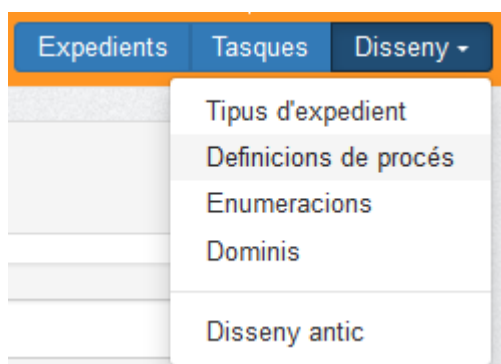 Expedients Tasques Disseny
Tipus d'expedient
Definicions de procés
Enumeracions
Dominis
Disseny antic